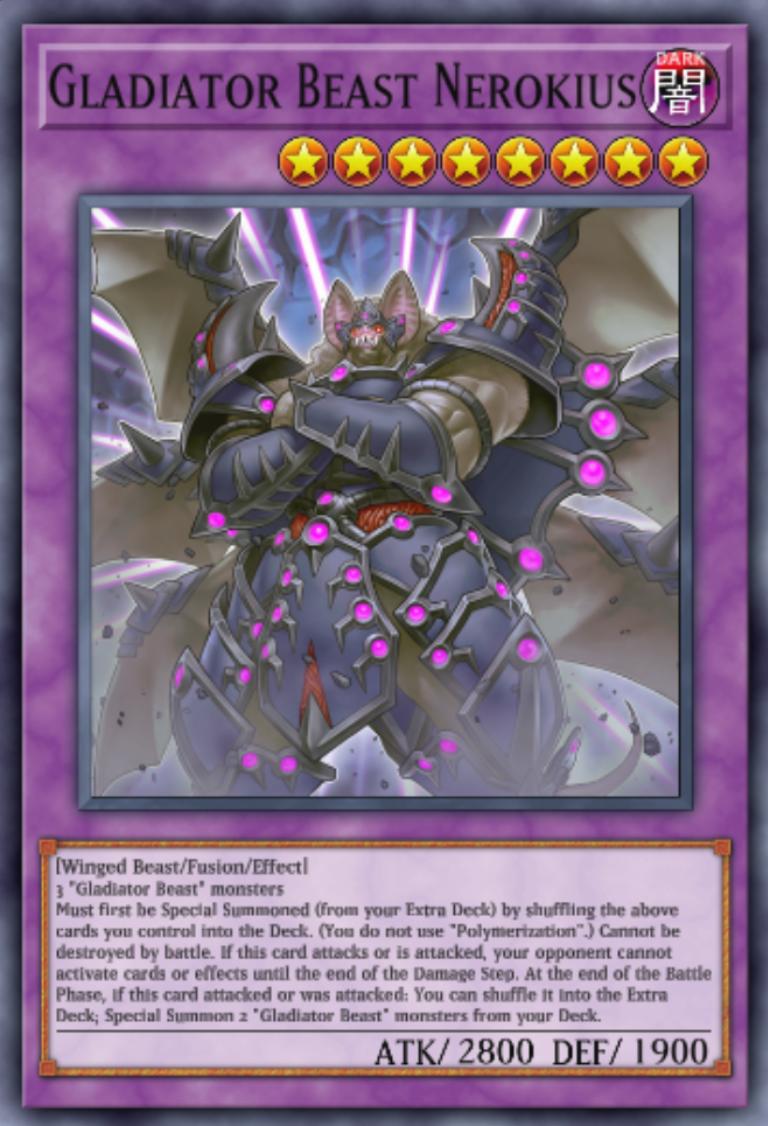 Gladiator Beast Nerokius
DARK
闇
[Winged Beast/Fusion/Effect]
3 "Gladiator Beast" monsters
Must first be Special Summoned (from your Extra Deck) by shuffling the above
cards you control into the Deck. (You do not use "Polymerization".) Cannot be
destroyed by battle. If this card attacks or is attacked, your opponent cannot
activate cards or effects until the end of the Damage Step. At the end of the Battle
Phase, if this card attacked or was attacked: You can shuffle it into the Extra
Deck; Special Summon 2 "Gladiator Beast" monsters from your Deck.
ATK/ 2800 DEF/ 1900